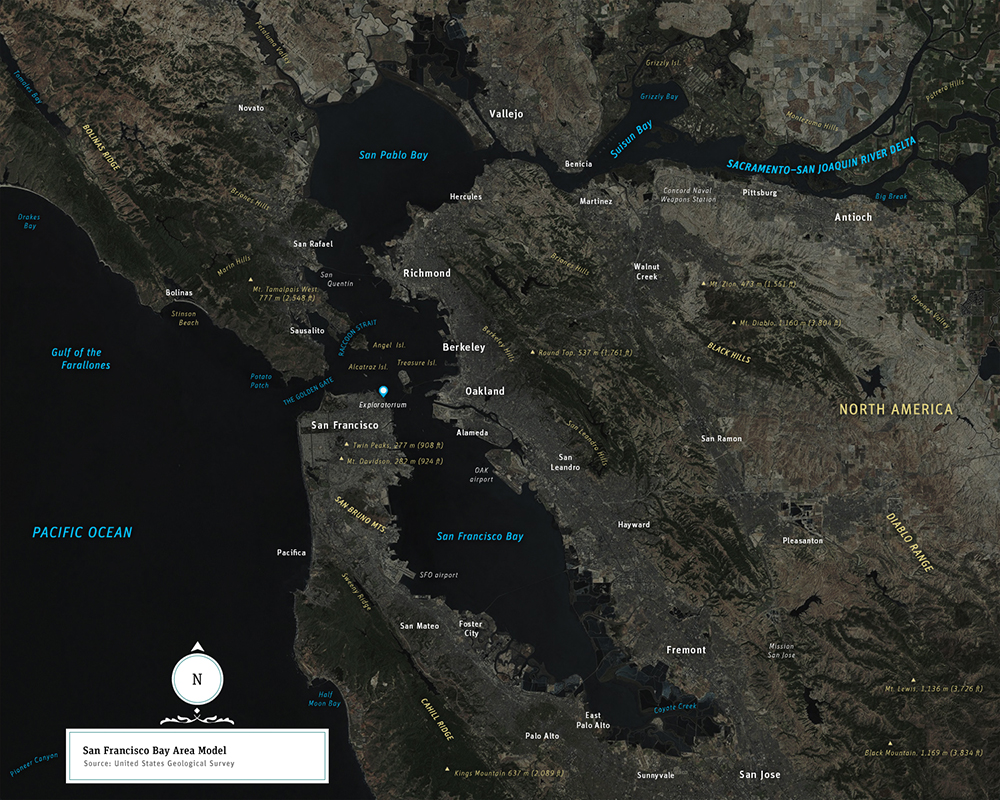 Petaluma Valley
Grizzly Isl.
Tomales Bay
Grizzly Bay
Potrero Hills
Novato
Vallejo
Montezuma Hills
Suisun Bay
BOLINAS RIDGE
San Pablo Bay
Benicia
SACRAMENTO–SAN JOAQUIN RIVER DELTA
Hercules
Martinez
Concord Naval
Weapons Station
Pittsburg
Big Break
Briones Hills
Drakes
Bay
Antioch
San Rafael
Marin Hills
Richmond
Briones Hills
Walnut
Creek
San
Quentin
Mt. Tamalpais West,
777 m (2,548 ft)
Mt. Zion, 473 m (1,551 ft)
Bolinas
Stinson
Beach
Sausalito
RACCOON STRAIT
Mt. Diablo, 1,160 m (3,804 ft)
Angel Isl.
Berkeley
Berkeley Hills
Round Top, 537 m (1,761 ft)
BLACK HILLS
Gulf of the
Farallones
Alcatraz Isl.
Treasure Isl.
Potato
Patch
THE GOLDEN GATE
Oakland
Exploratorium
NORTH AMERICA
San Francisco
Alameda
San Leandro Hills
San Ramon
Twin Peaks, 277 m (908 ft)
Mt. Davidson, 282 m (924 ft)
San
Leandro
OAK
airport
SAN BRUNO MTS
PACIFIC OCEAN
San Francisco Bay
Hayward
Pleasanton
DIABLO RANGE
Pacifica
SFO airport
Sweeny Ridge
San Mateo
Foster
City
Fremont
Mission
San Jose
N
Half
Moon Bay
Mt. Lewis, 1,136 m (3,776 ft)
CAHILL RIDGE
Coyote Creek
East
Palo Alto
Palo Alto
San Francisco Bay Area Model
Source: United States Geological Survey
Pioneer Canyon
Black Mountain, 1,169 m (3,834 ft)
Kings Mountain 637 m (2,089 ft)
Sunnyvale
San Jose